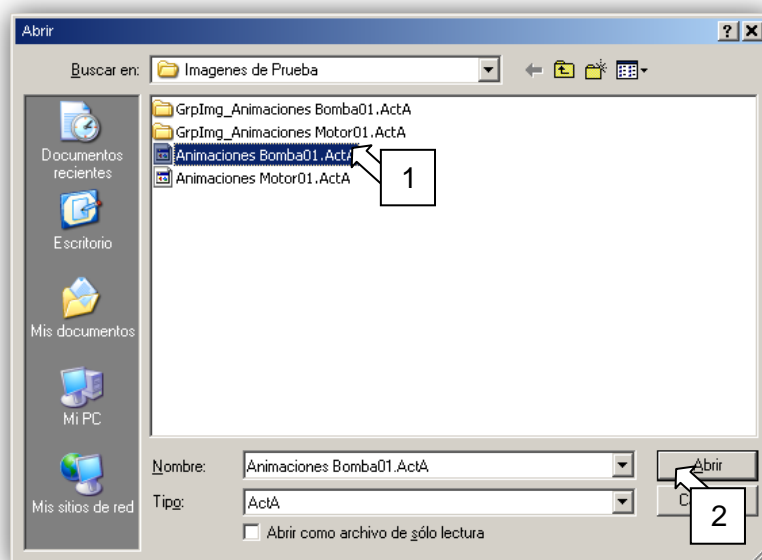 Abrir
Buscar en:
Imagenes de Prueba
GrpImg_Animaciones Bomba01.ActA
GrpImg_Animaciones Motor01.ActA
Animaciones Bomba01.ActA
Animaciones Motor01.ActA
1
Documentos
recientes
Escritorio
Mis documentos
Mi PC
Mis sitios de red
Nombre:
Animaciones Bomba01.ActA
Abrir
Tipo:
ActA
2
Abrir como archivo de sólo lectura